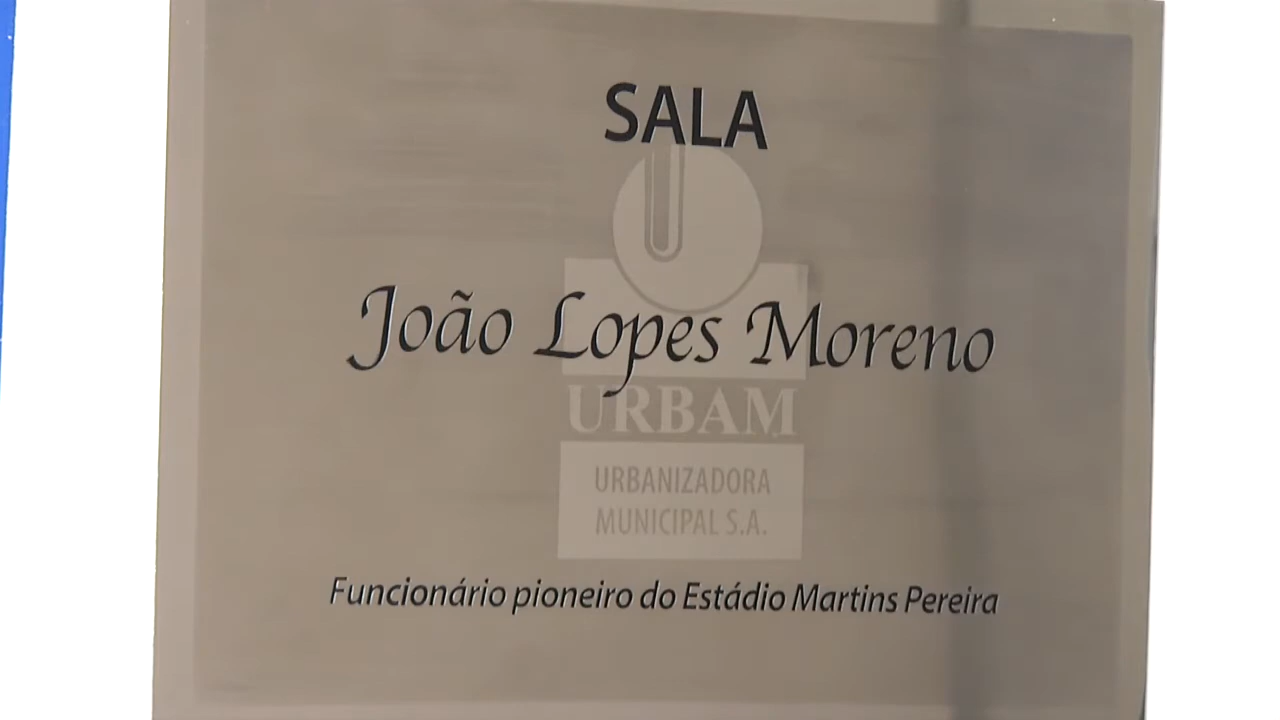 SALA
João Lopes Moreno
URBAM
URBANIZADORA
MUNICIPAL S.A.
Funcionário pioneiro do Estádio Martins Pereira